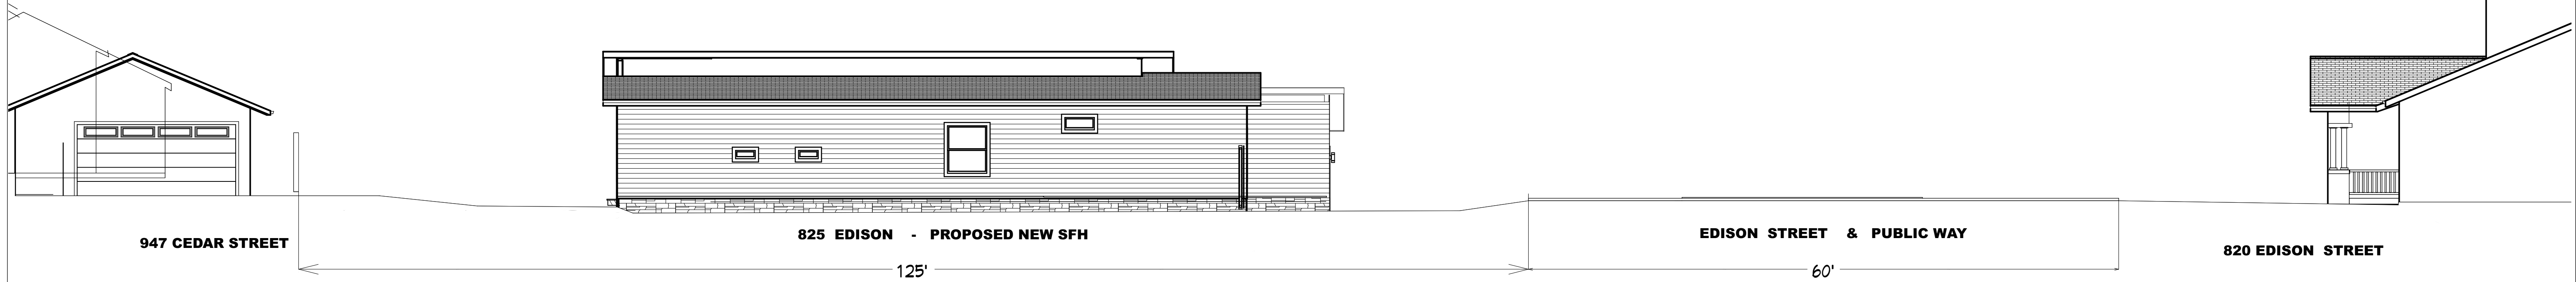 947 CEDAR STREET
825 EDISON - PROPOSED NEW SFH
EDISON STREET & PUBLIC WAY
820 EDISON STREET
125'
60'